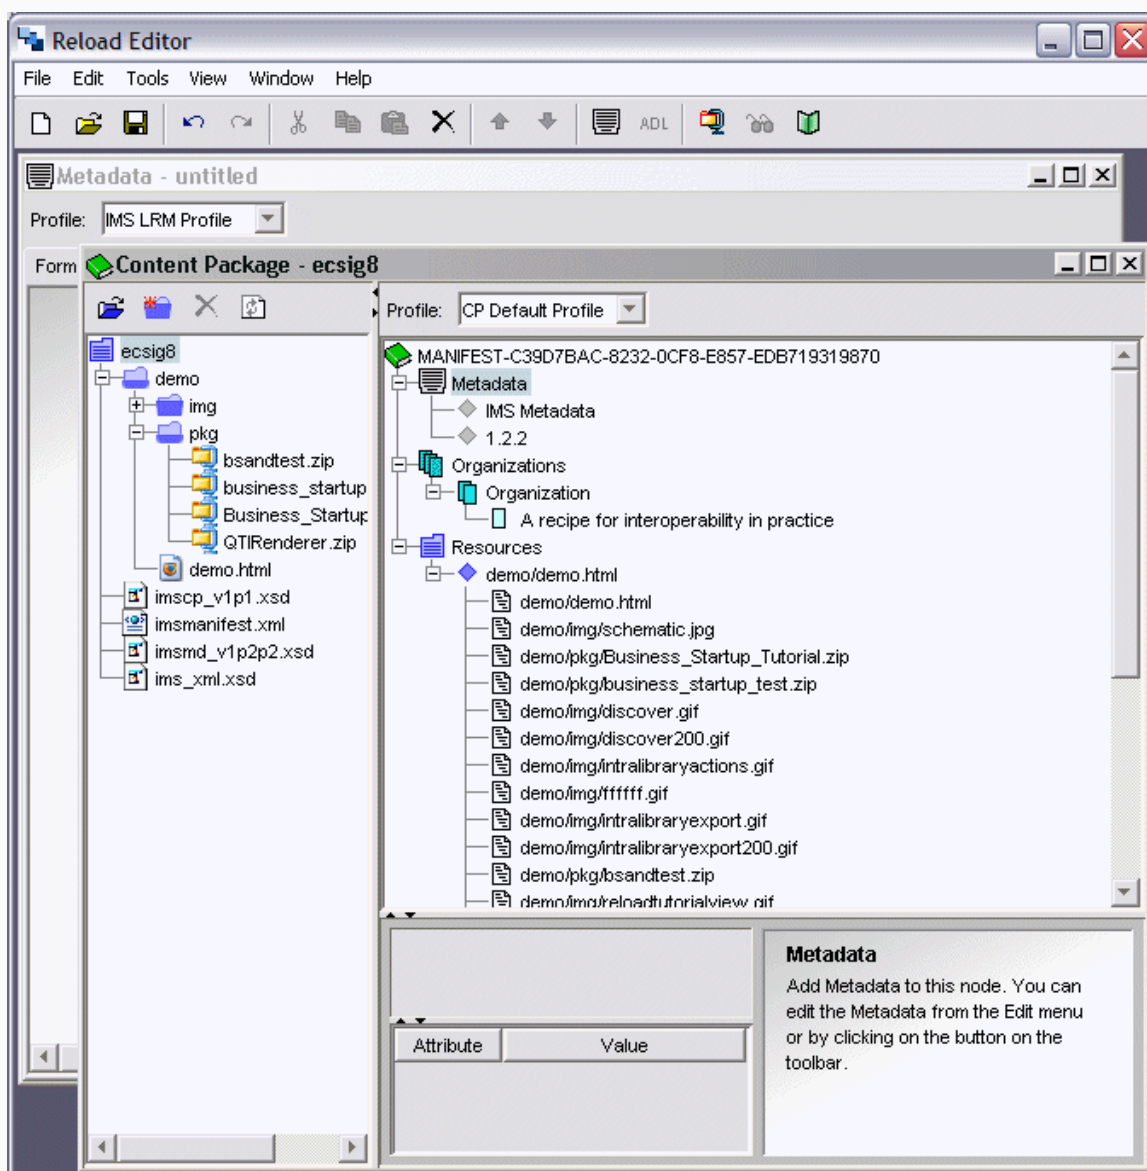 Reload Editor
File Edit Tools View Window Help
ADL
Metadata - untitled
Profile: IMS LRM Profile
Form
Content Package - ecsig8
Profile: CP Default Profile
ecsig8
demo
img
pkg
bsandtest.zip
business_startup
Business_Startup
QTIRenderer.zip
demo.html
imscp_v1p1.xsd
imsmanifest.xml
imsmd_v1p2p2.xsd
ims_xml.xsd
MANIFEST-C39D7BAC-8232-0CF8-E857-EDB719319870
Metadata
IMS Metadata
1.2.2
Organizations
Organization
A recipe for interoperability in practice
Resources
demo/demo.html
demo/demo.html
demo/img/schematic.jpg
demo/pkg/Business_Startup_Tutorial.zip
demo/pkg/business_startup_test.zip
demo/img/discover.gif
demo/img/discover200.gif
demo/img/intralibraryactions.gif
demo/img/ffffff.gif
demo/img/intralibraryexport.gif
demo/img/intralibraryexport200.gif
demo/pkg/bsandtest.zip
demo/img/reloadtutorialview.gif
Attribute Value
Metadata
Add Metadata to this node. You can
edit the Metadata from the Edit menu
or by clicking on the button on the
toolbar.